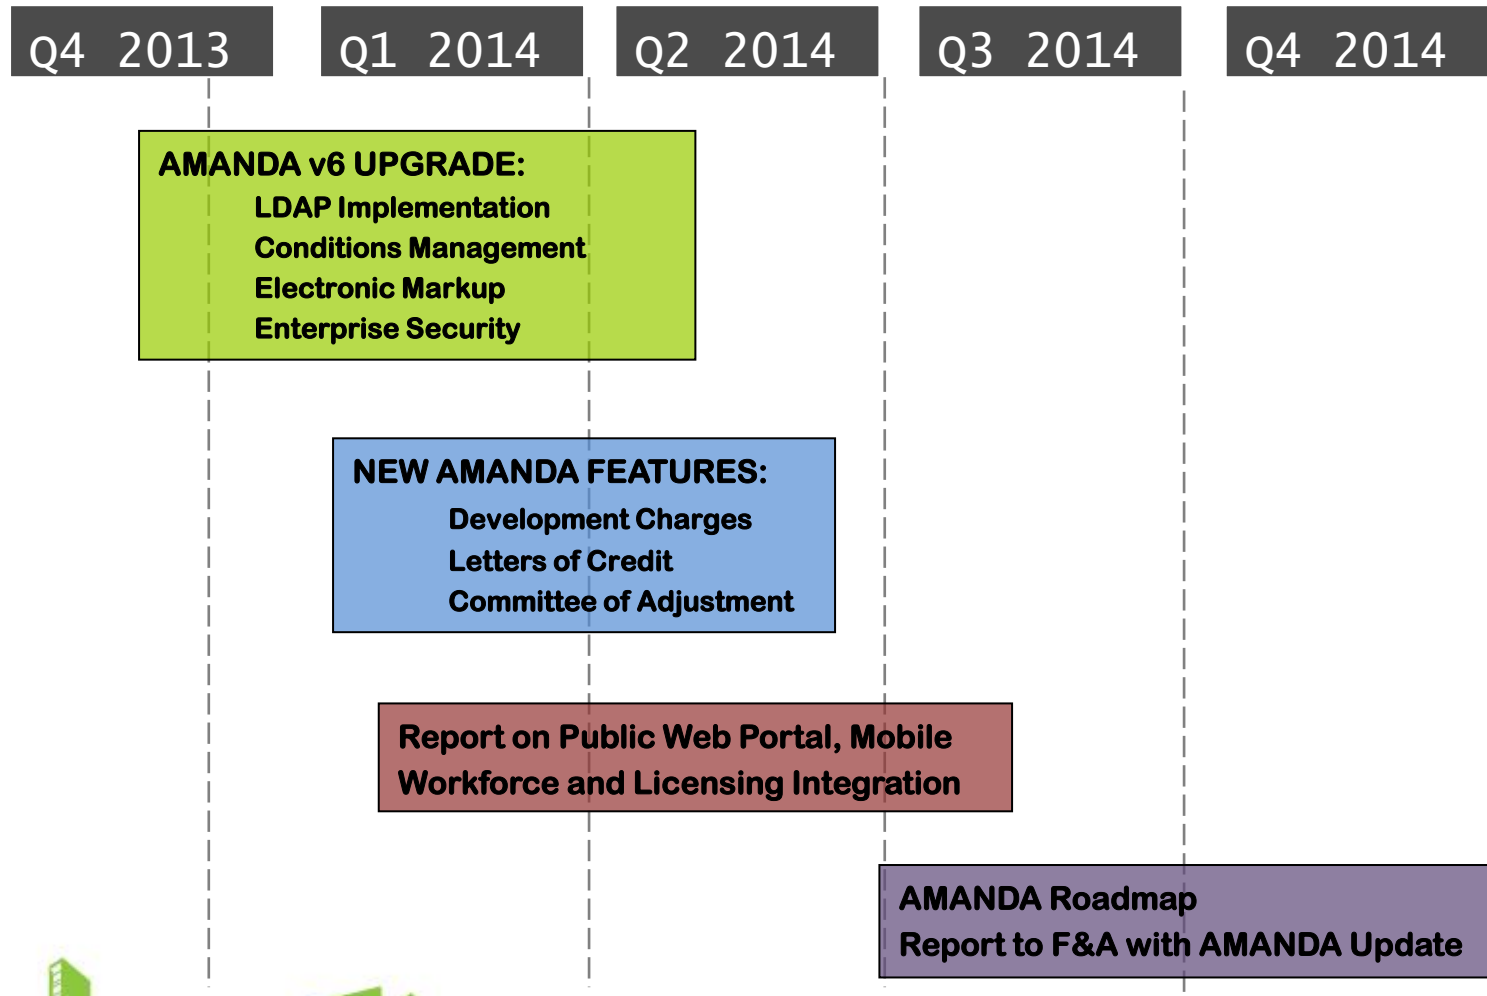 Q4 2013 Q1 2014 Q2 2014 Q3 2014 Q4 2014
AMANDA v6 UPGRADE:
LDAP Implementation
Conditions Management
Electronic Markup
Enterprise Security
NEW AMANDA FEATURES:
Development Charges
Letters of Credit
Committee of Adjustment
Report on Public Web Portal, Mobile
Workforce and Licensing Integration
AMANDA Roadmap
Report to F&A with AMANDA Update